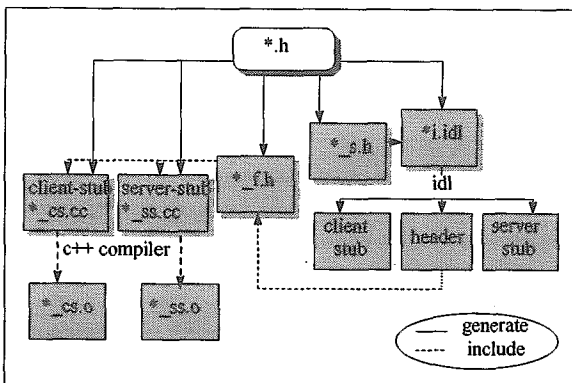 *.h
*_s.h
*i.idl
client-stub
*_cs.cc
server-stub
*_ss.cc
*_f.h
idl
c++ compiler
client
stub
header
server
stub
*_cs.o
*_ss.o
generate
include